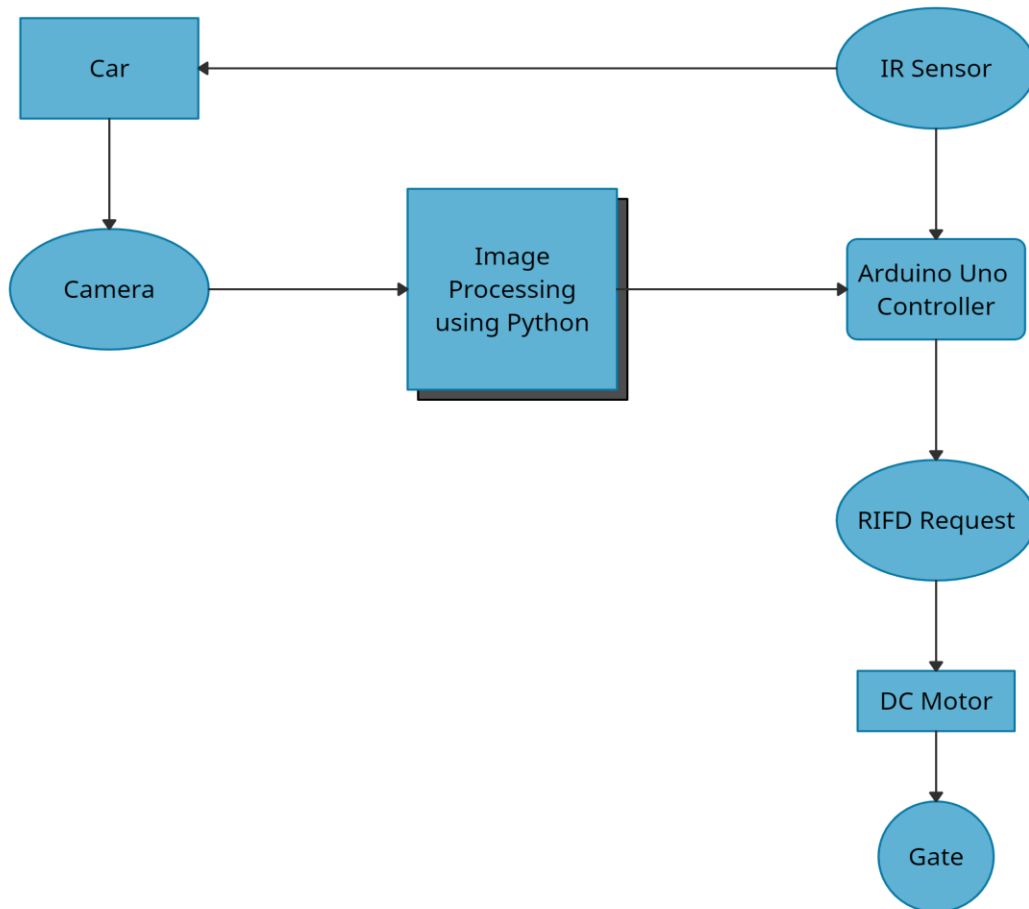 Car
IR Sensor
Camera
Image
Processing
using Python
Arduino Uno
Controller
RIFD Request
DC Motor
Gate